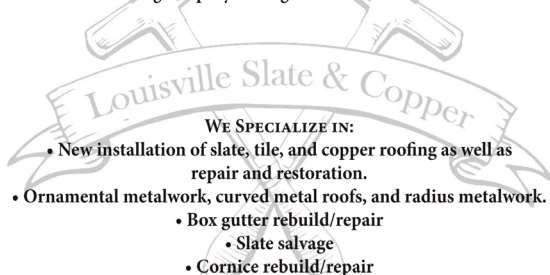 Louisville Slate & Copper
We Specialize in:
• New installation of slate, tile, and copper roofing as well as
repair and restoration.
• Ornamental metalwork, curved metal roofs, and radius metalwork.
• Box gutter rebuild/repair
• Slate salvage
• Cornice rebuild/repair